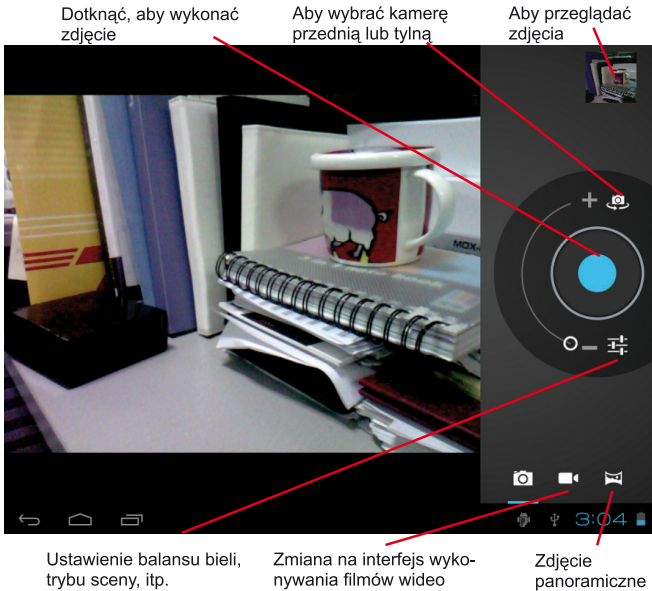 Dotknąć, aby wykonać
zdjęcie
Aby wybrać kamerę
przednią lub tylną
Aby przeglądać
zdjęcia
MOX
3:04
Ustawienie balansu bieli,
trybu sceny, itp.
Zmiana na interfejs wyko-
nywania filmów wideo
Zdjęcie
panoramiczne